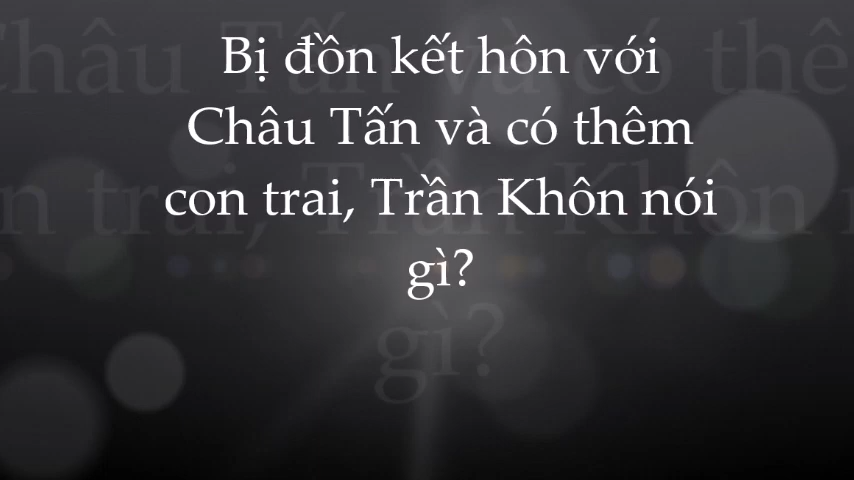 Bị đồn kết hôn với
Châu Tấn và có thêm
con trai, Trần Khôn nói
gì?